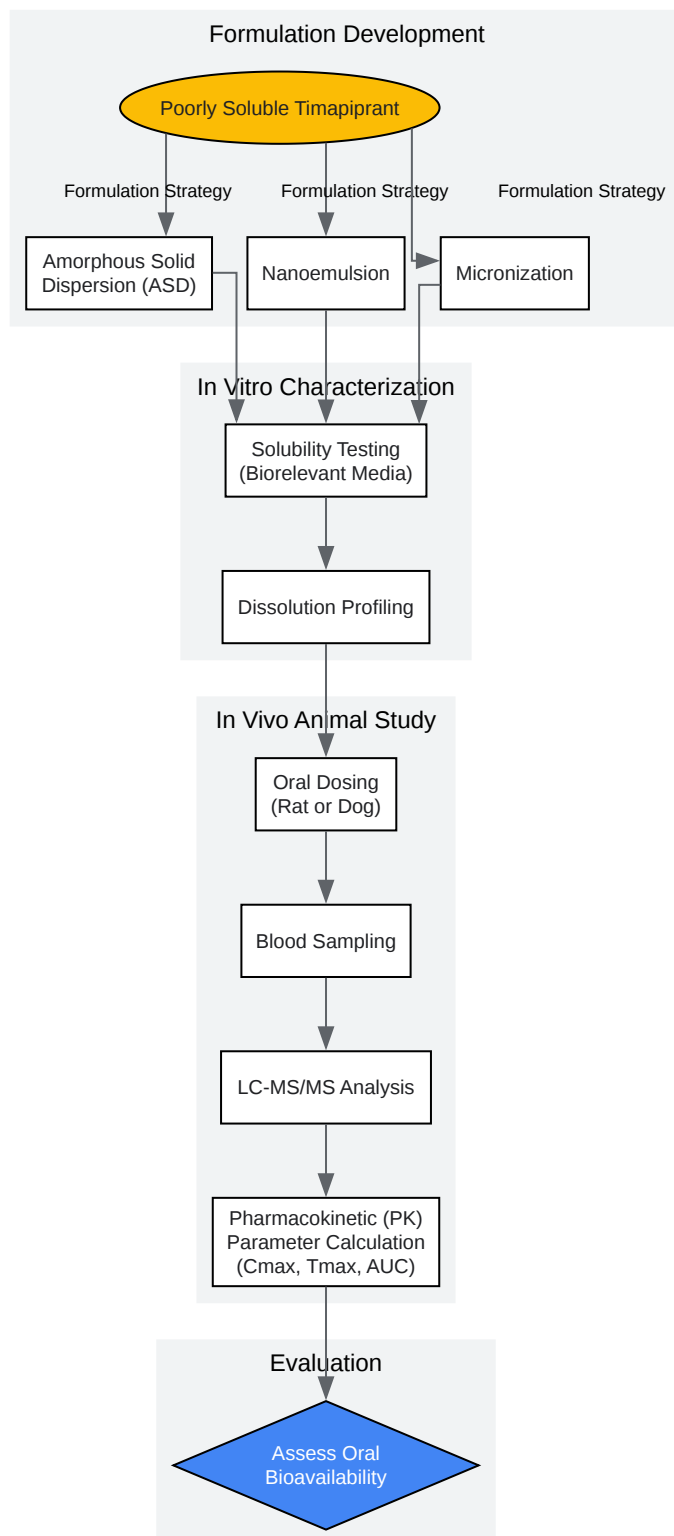 Formulation Development
Poorly Soluble Timapiprant
Formulation Strategy
Formulation Strategy
Formulation Strategy
Amorphous Solid
Dispersion (ASD)
Nanoemulsion
Micronization
In Vitro Characterization
Solubility Testing
(Biorelevant Media)
Dissolution Profiling
In Vivo Animal Study
Oral Dosing
(Rat or Dog)
Blood Sampling
LC-MS/MS Analysis
Pharmacokinetic (PK)
Parameter Calculation
(Cmax, Tmax, AUC)
Evaluation
Assess Oral
Bioavailability